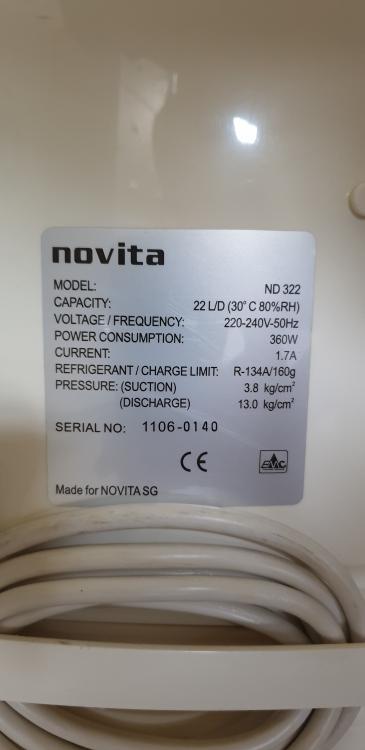 novita
MODEL: ND 322
CAPACITY: 22 L/D (30°C 80%RH)
VOLTAGE / FREQUENCY: 220-240V-50Hz
POWER CONSUMPTION: 360W
CURRENT: 1.7A
REFRIGERANT / CHARGE LIMIT: R-134A/160g
PRESSURE: (SUCTION) 3.8 kg/cm²
(DISCHARGE) 13.0 kg/cm²
SERIAL NO: 1106-0140
CE
Made for NOVITA SG